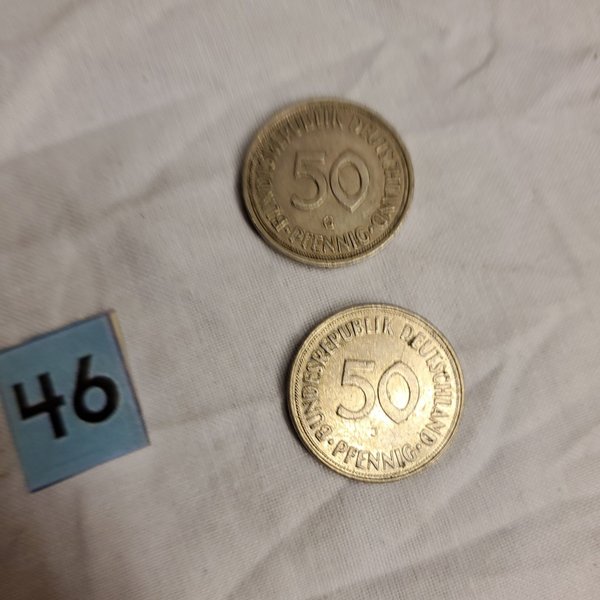 BUNDESREPUBLIK DEUTSCHLAND
50
G
PFENNIG
46
BUNDESREPUBLIK DEUTSCHLAND
50
J
PFENNIG